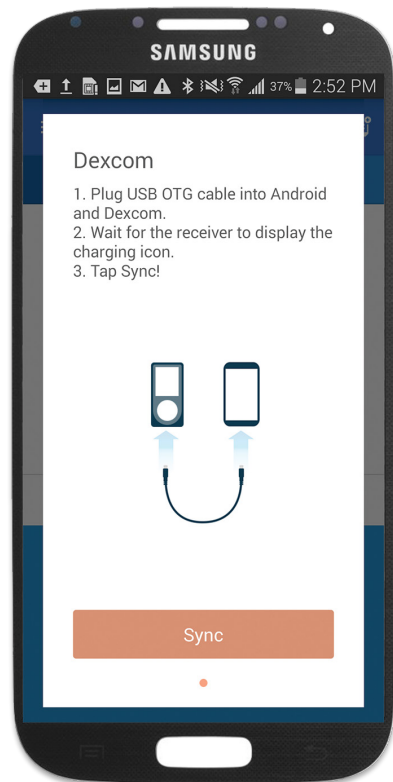 SAMSUNG
37% 2:52 PM
Dexcom
1. Plug USB OTG cable into Android
and Dexcom.
2. Wait for the receiver to display the
charging icon.
3. Tap Sync!
Sync